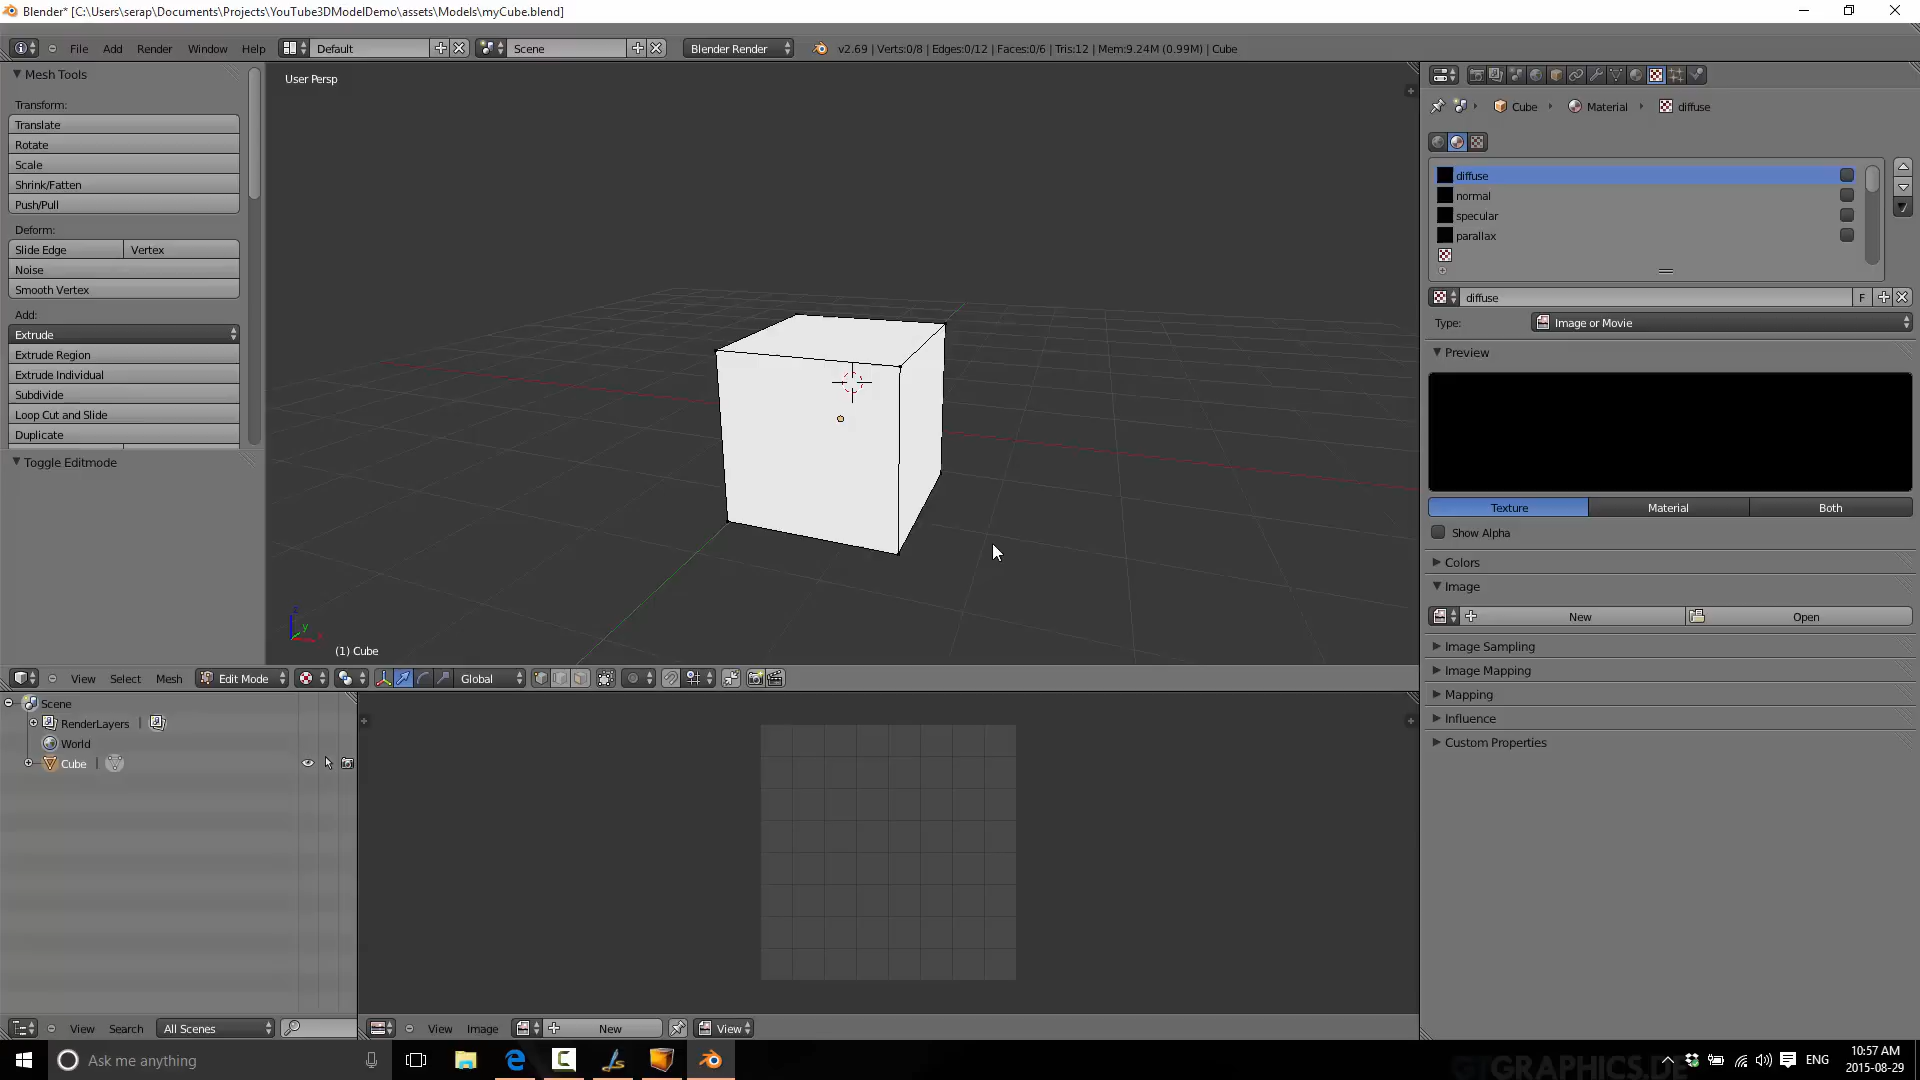 Blender* [C:\Users\serap\Documents\Projects\YouTube3DModelDemo\assets\Models\myCube.blend]
File Add Render Window Help Default Scene Blender Render v2.69 | Verts:0/8 | Edges:0/12 | Faces:0/6 | Tris:12 | Mem:9.24M (0.99M) | Cube
Mesh Tools
Transform:
Translate
Rotate
Scale
Shrink/Fatten
Push/Pull
Deform:
Slide Edge Vertex
Noise
Smooth Vertex
Add:
Extrude
Extrude Region
Extrude Individual
Subdivide
Loop Cut and Slide
Duplicate
Toggle Editmode
User Persp
z
y
x
(1) Cube
View Select Mesh Edit Mode Global
Cube Material diffuse
diffuse
normal
specular
parallax
diffuse F
Type: Image or Movie
Preview
Texture Material Both
Show Alpha
Colors
Image
New Open
Image Sampling
Image Mapping
Mapping
Influence
Custom Properties
Scene
RenderLayers |
World
Cube |
View Search All Scenes
View Image New View
Ask me anything
ENG
10:57 AM
2015-08-29
GTGRAPHICS.DE